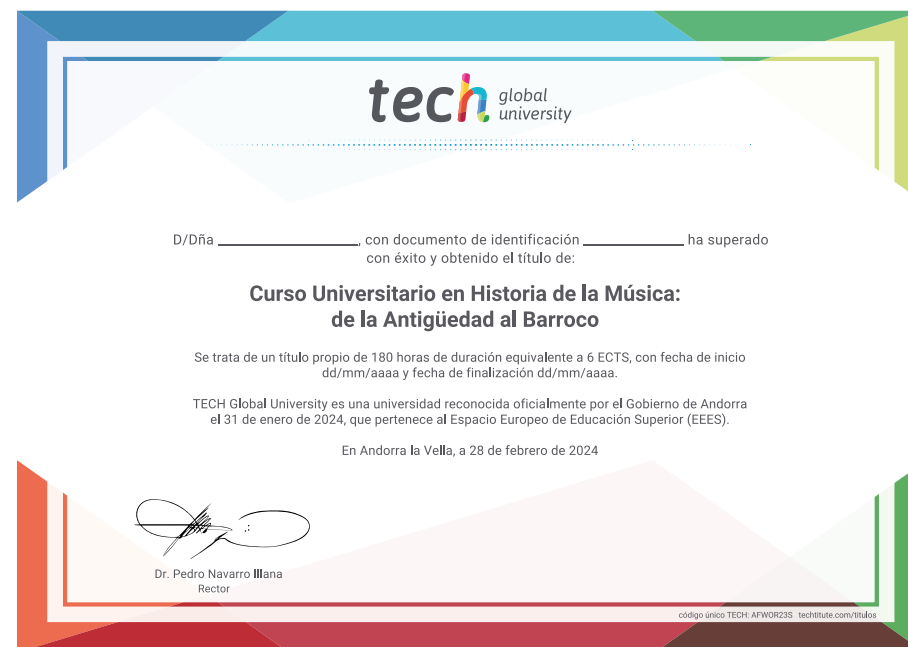 tech global university
D/Dña ____________, con documento de identificación ____________ ha superado
con éxito y obtenido el título de:
Curso Universitario en Historia de la Música:
de la Antigüedad al Barroco
Se trata de un título propio de 180 horas de duración equivalente a 6 ECTS, con fecha de inicio
dd/mm/aaaa y fecha de finalización dd/mm/aaaa.
TECH Global University es una universidad reconocida oficialmente por el Gobierno de Andorra
el 31 de enero de 2024, que pertenece al Espacio Europeo de Educación Superior (EEES).
En Andorra la Vella, a 28 de febrero de 2024
Dr. Pedro Navarro Illana
Rector
código único TECH: AFWOR23S techtitute.com/titulos